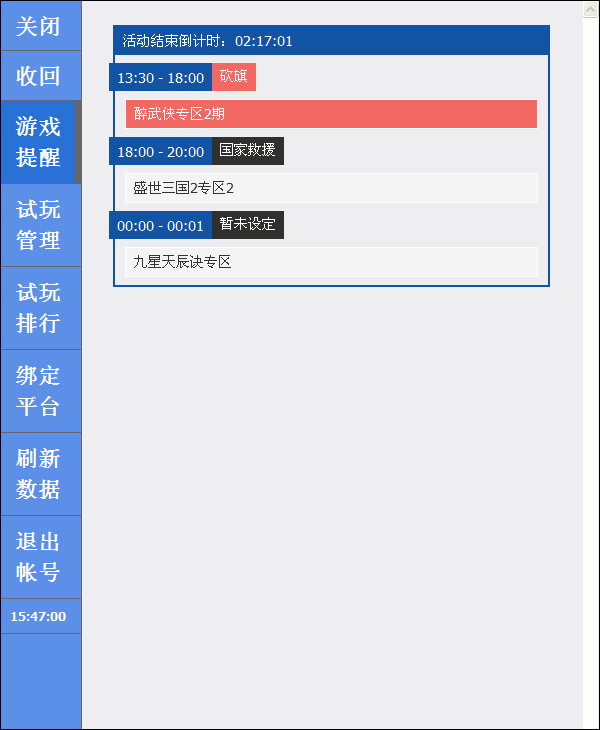 关闭
收回
游戏
提醒
试玩
管理
试玩
排行
绑定
平台
刷新
数据
退出
帐号
15:47:00
活动结束倒计时：02:17:01
13:30 - 18:00 砍旗
醉武侠专区2期
18:00 - 20:00 国家救援
盛世三国2专区2
00:00 - 00:01 暂未设定
九星天辰诀专区